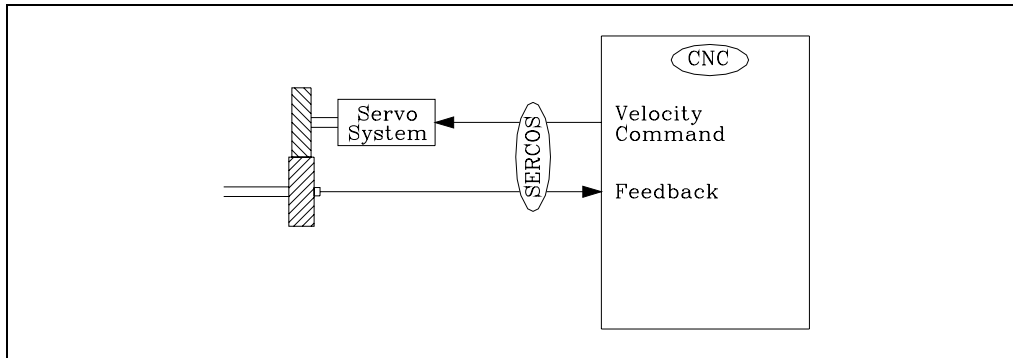 CNC
Servo
System
Velocity
Command
SERCOS
Feedback